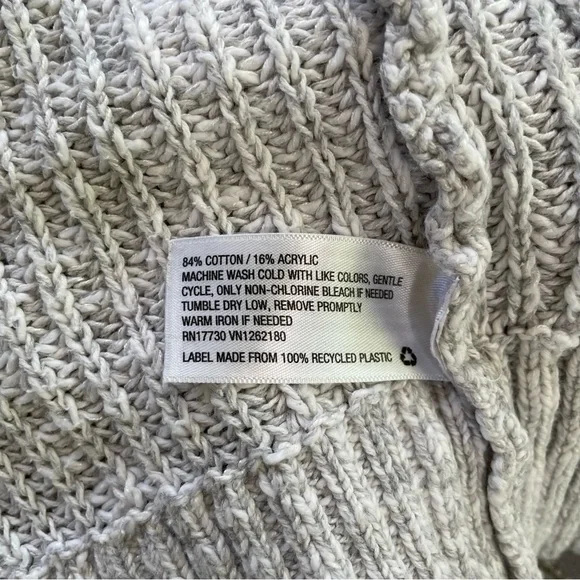 84% COTTON / 16% ACRYLIC
MACHINE WASH COLD WITH LIKE COLORS, GENTLE
CYCLE, ONLY NON-CHLORINE BLEACH IF NEEDED
TUMBLE DRY LOW, REMOVE PROMPTLY
WARM IRON IF NEEDED
RN17730 VN1262180
LABEL MADE FROM 100% RECYCLED PLASTIC